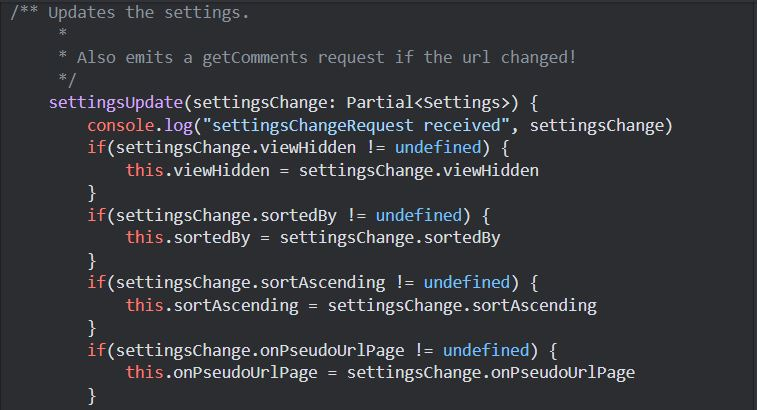 /** Updates the settings.
*
* Also emits a getComments request if the url changed!
*/
settingsUpdate(settingsChange: Partial<Settings>) {
console.log("settingsChangeRequest received", settingsChange)
if(settingsChange.viewHidden != undefined) {
this.viewHidden = settingsChange.viewHidden
}
if(settingsChange.sortedBy != undefined) {
this.sortedBy = settingsChange.sortedBy
}
if(settingsChange.sortAscending != undefined) {
this.sortAscending = settingsChange.sortAscending
}
if(settingsChange.onPseudoUrlPage != undefined) {
this.onPseudoUrlPage = settingsChange.onPseudoUrlPage
}